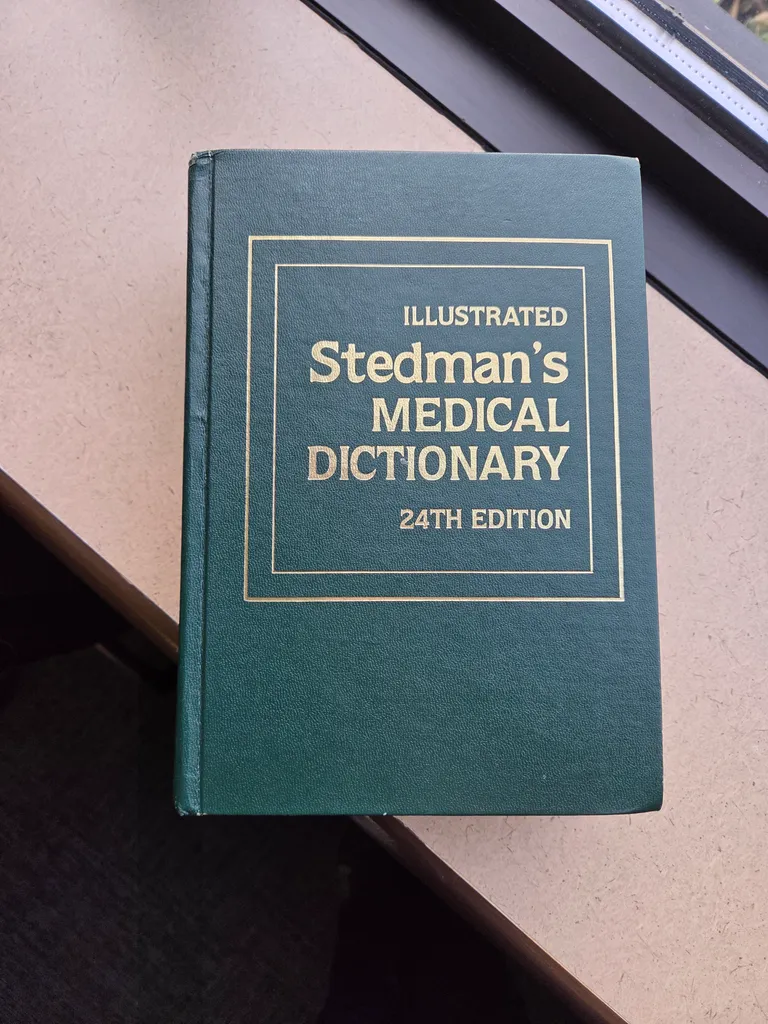 ILLUSTRATED
Stedman's
MEDICAL
DICTIONARY
24TH EDITION